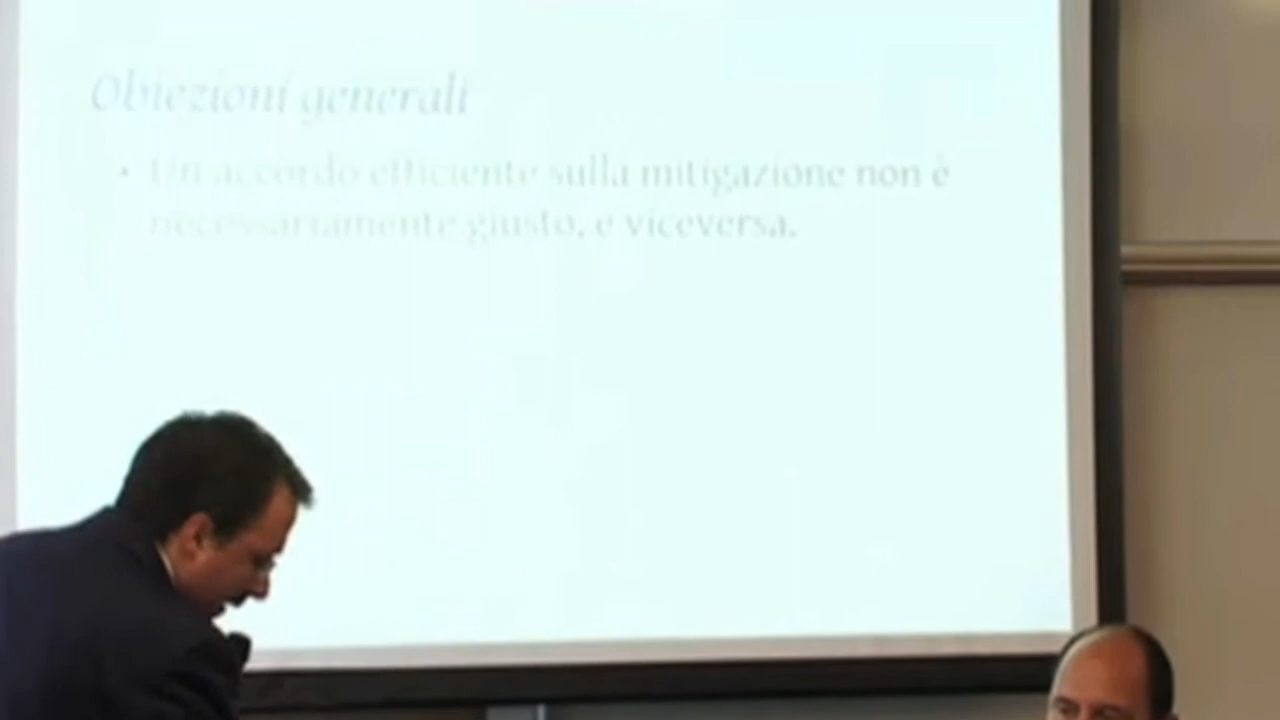 Obiezioni generali
• Un accordo efficiente sulla mitigazione non è
necessariamente giusto, e viceversa.